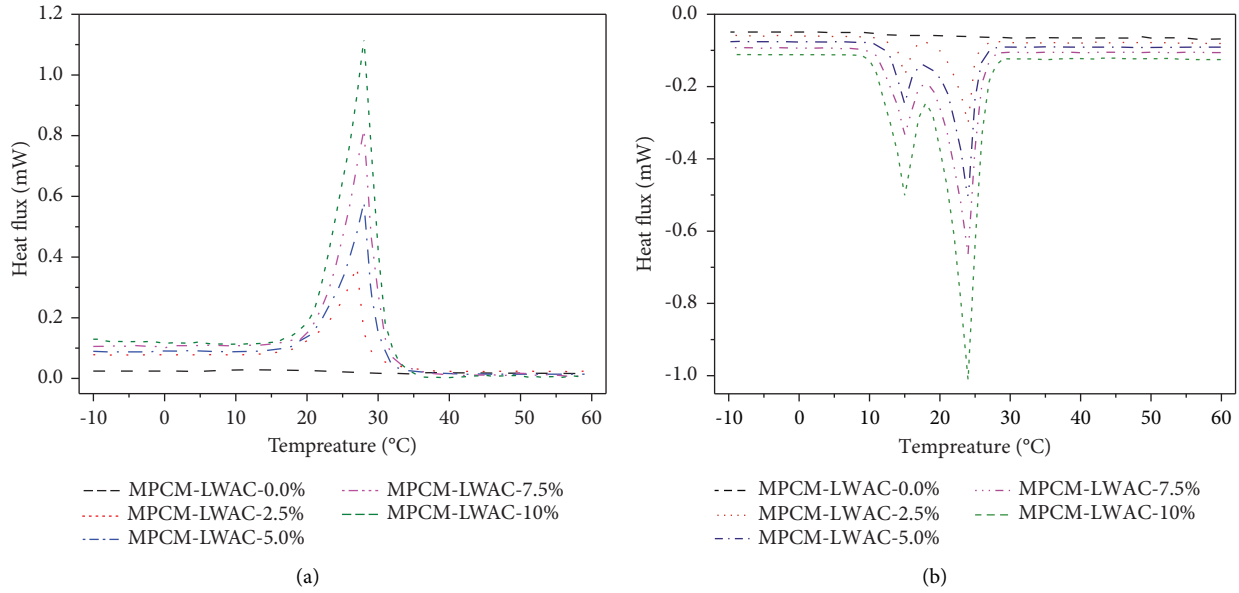 1.2
1.0
0.8
0.6
0.4
0.2
0.0
Heat flux (mW)
-10 0 10 20 30 40 50 60
Tempreature (°C)
MPCM-LWAC-0.0%
MPCM-LWAC-2.5%
MPCM-LWAC-5.0%
MPCM-LWAC-7.5%
MPCM-LWAC-10%
(a)
0.0
-0.2
-0.4
-0.6
-0.8
-1.0
Heat flux (mW)
-10 0 10 20 30 40 50 60
Tempreature (°C)
MPCM-LWAC-0.0%
MPCM-LWAC-2.5%
MPCM-LWAC-5.0%
MPCM-LWAC-7.5%
MPCM-LWAC-10%
(b)